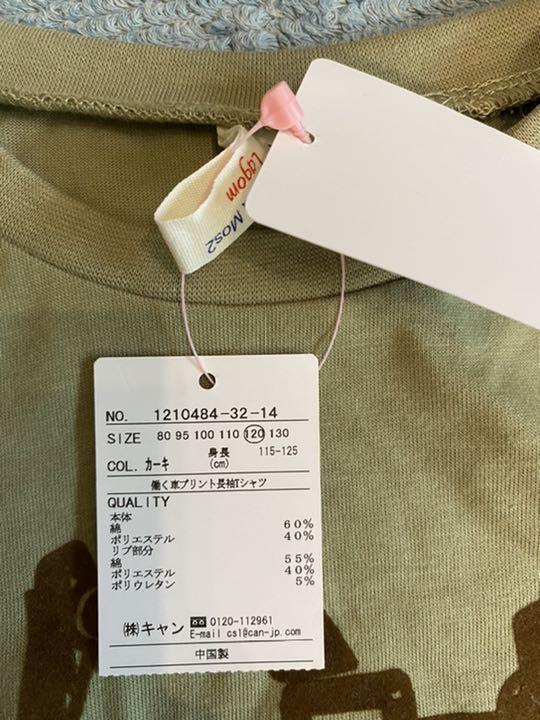 lagom
Mos2
NO. 1210484-32-14
SIZE 80 95 100 110 120 130
身長 115-125
COL. カーキ (cm)
働く車プリント長袖Tシャツ
QUALITY
本体
綿 60%
ポリエステル 40%
リブ部分
綿 55%
ポリエステル 40%
ポリウレタン 5%
㈱キャン 0120-112961
E-mail cs1@can-jp.com
中国製